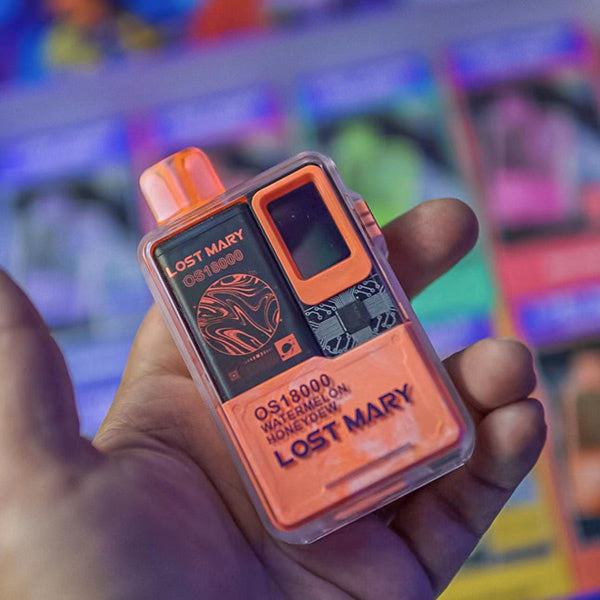 LOST MARY
OS18000
OS18000
WATERMELON
HONEYDEW
LOST MARY